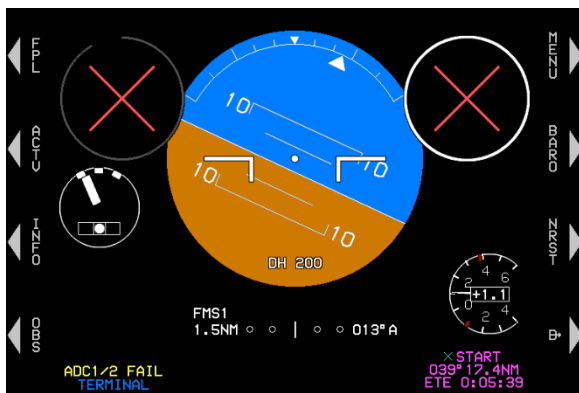 FPL
MENU
10
10
ACTV
BARO
10
10
INFO
NRST
DH 200
4
6
2
+1.1
0
2
4
FMS1
1.5NM 013°A
OBS
D
ADC1/2 FAIL
TERMINAL
START
039°17.4NM
ETE 0:05:39